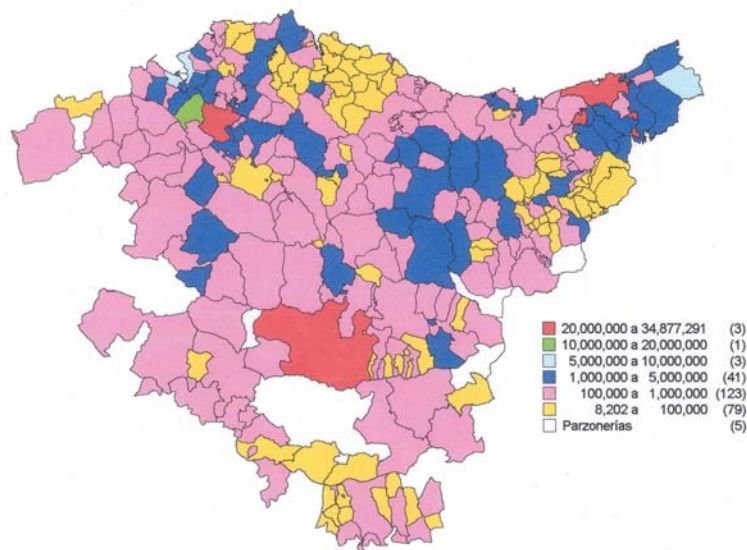 20,000,000 a 34,877,291 (3)
10,000,000 a 20,000,000 (1)
5,000,000 a 10,000,000 (3)
1,000,000 a 5,000,000 (41)
100,000 a 1,000,000 (123)
8,202 a 100,000 (79)
Parzonerías (5)